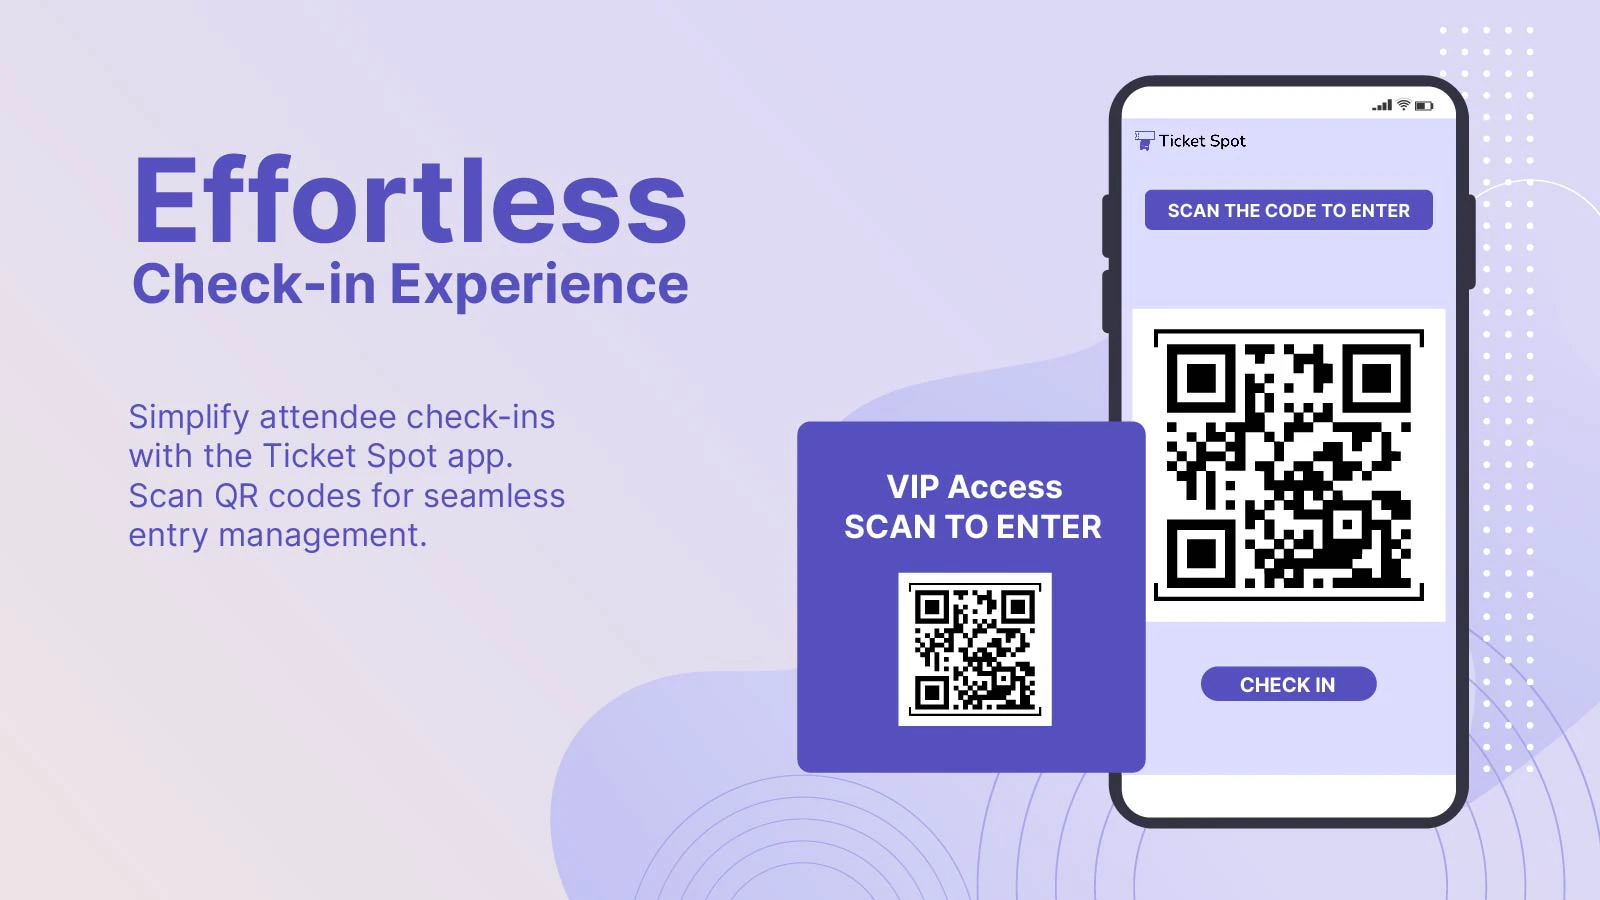 Effortless
Check-in Experience
Simplify attendee check-ins
with the Ticket Spot app.
Scan QR codes for seamless
entry management.
Ticket Spot
SCAN THE CODE TO ENTER
VIP Access
SCAN TO ENTER
CHECK IN